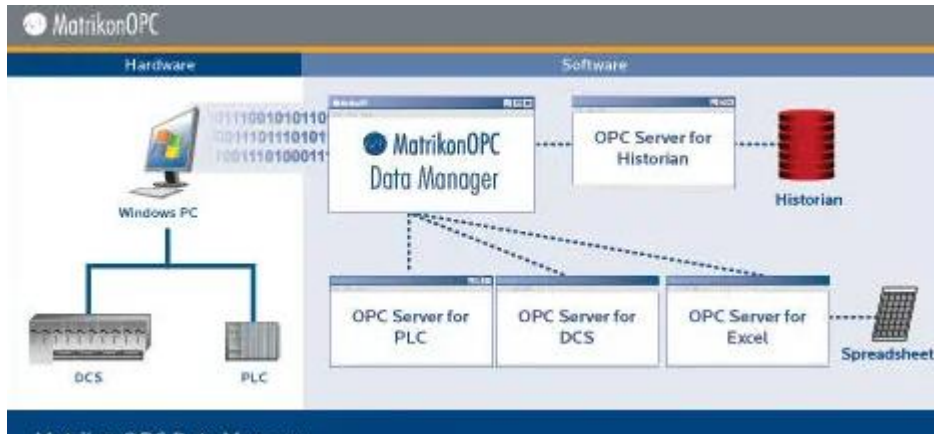 MatrikonOPC
Hardware
Software
MatrikonOPC
Data Manager
OPC Server for
Historian
Historian
Windows PC
OPC Server for
PLC
OPC Server for
DCS
OPC Server for
Excel
Spreadsheet
DCS
PLC